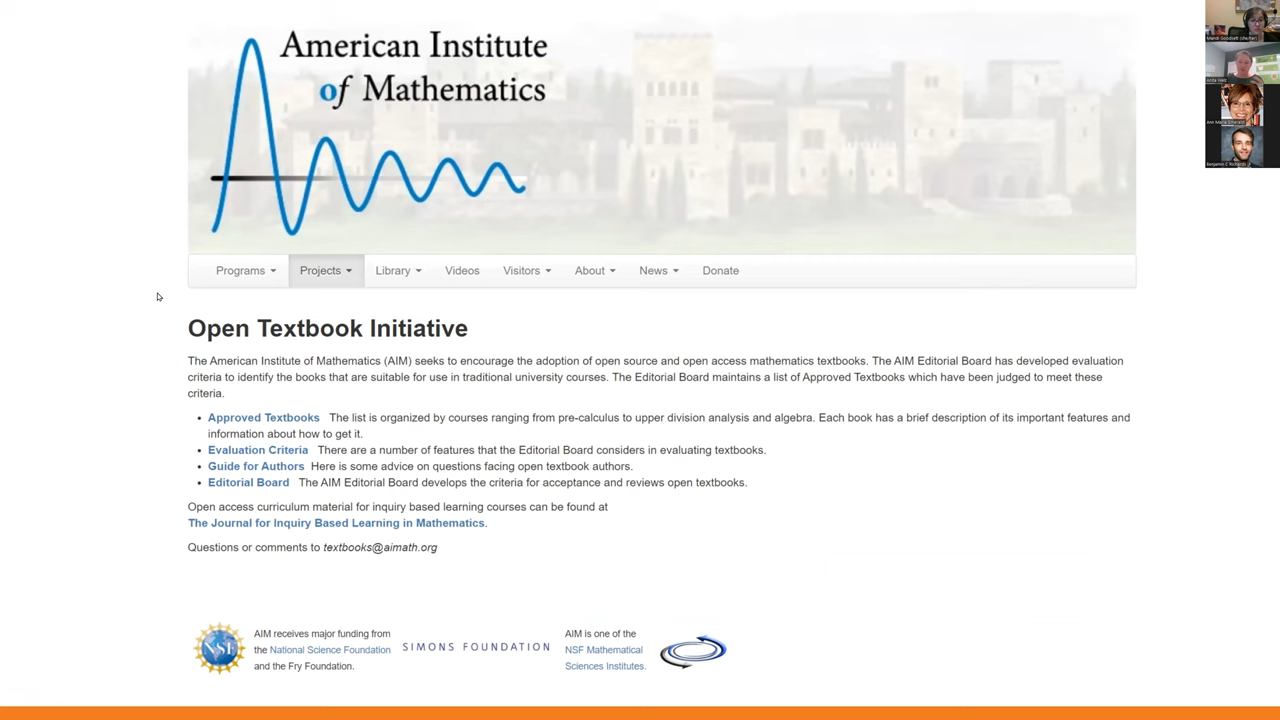 American Institute
of Mathematics
Programs
Projects
Library
Videos
Visitors
About
News
Donate
Open Textbook Initiative
The American Institute of Mathematics (AIM) seeks to encourage the adoption of open source and open access mathematics textbooks. The AIM Editorial Board has developed evaluation
criteria to identify the books that are suitable for use in traditional university courses. The Editorial Board maintains a list of Approved Textbooks which have been judged to meet these
criteria.
• Approved Textbooks The list is organized by courses ranging from pre-calculus to upper division analysis and algebra. Each book has a brief description of its important features and
information about how to get it.
• Evaluation Criteria There are a number of features that the Editorial Board considers in evaluating textbooks.
• Guide for Authors Here is some advice on questions facing open textbook authors.
• Editorial Board The AIM Editorial Board develops the criteria for acceptance and reviews open textbooks.
Open access curriculum material for inquiry based learning courses can be found at
The Journal for Inquiry Based Learning in Mathematics.
Questions or comments to textbooks@aimath.org
NSF
AIM receives major funding from
the National Science Foundation
and the Fry Foundation.
SIMONS FOUNDATION
AIM is one of the
NSF Mathematical
Sciences Institutes.